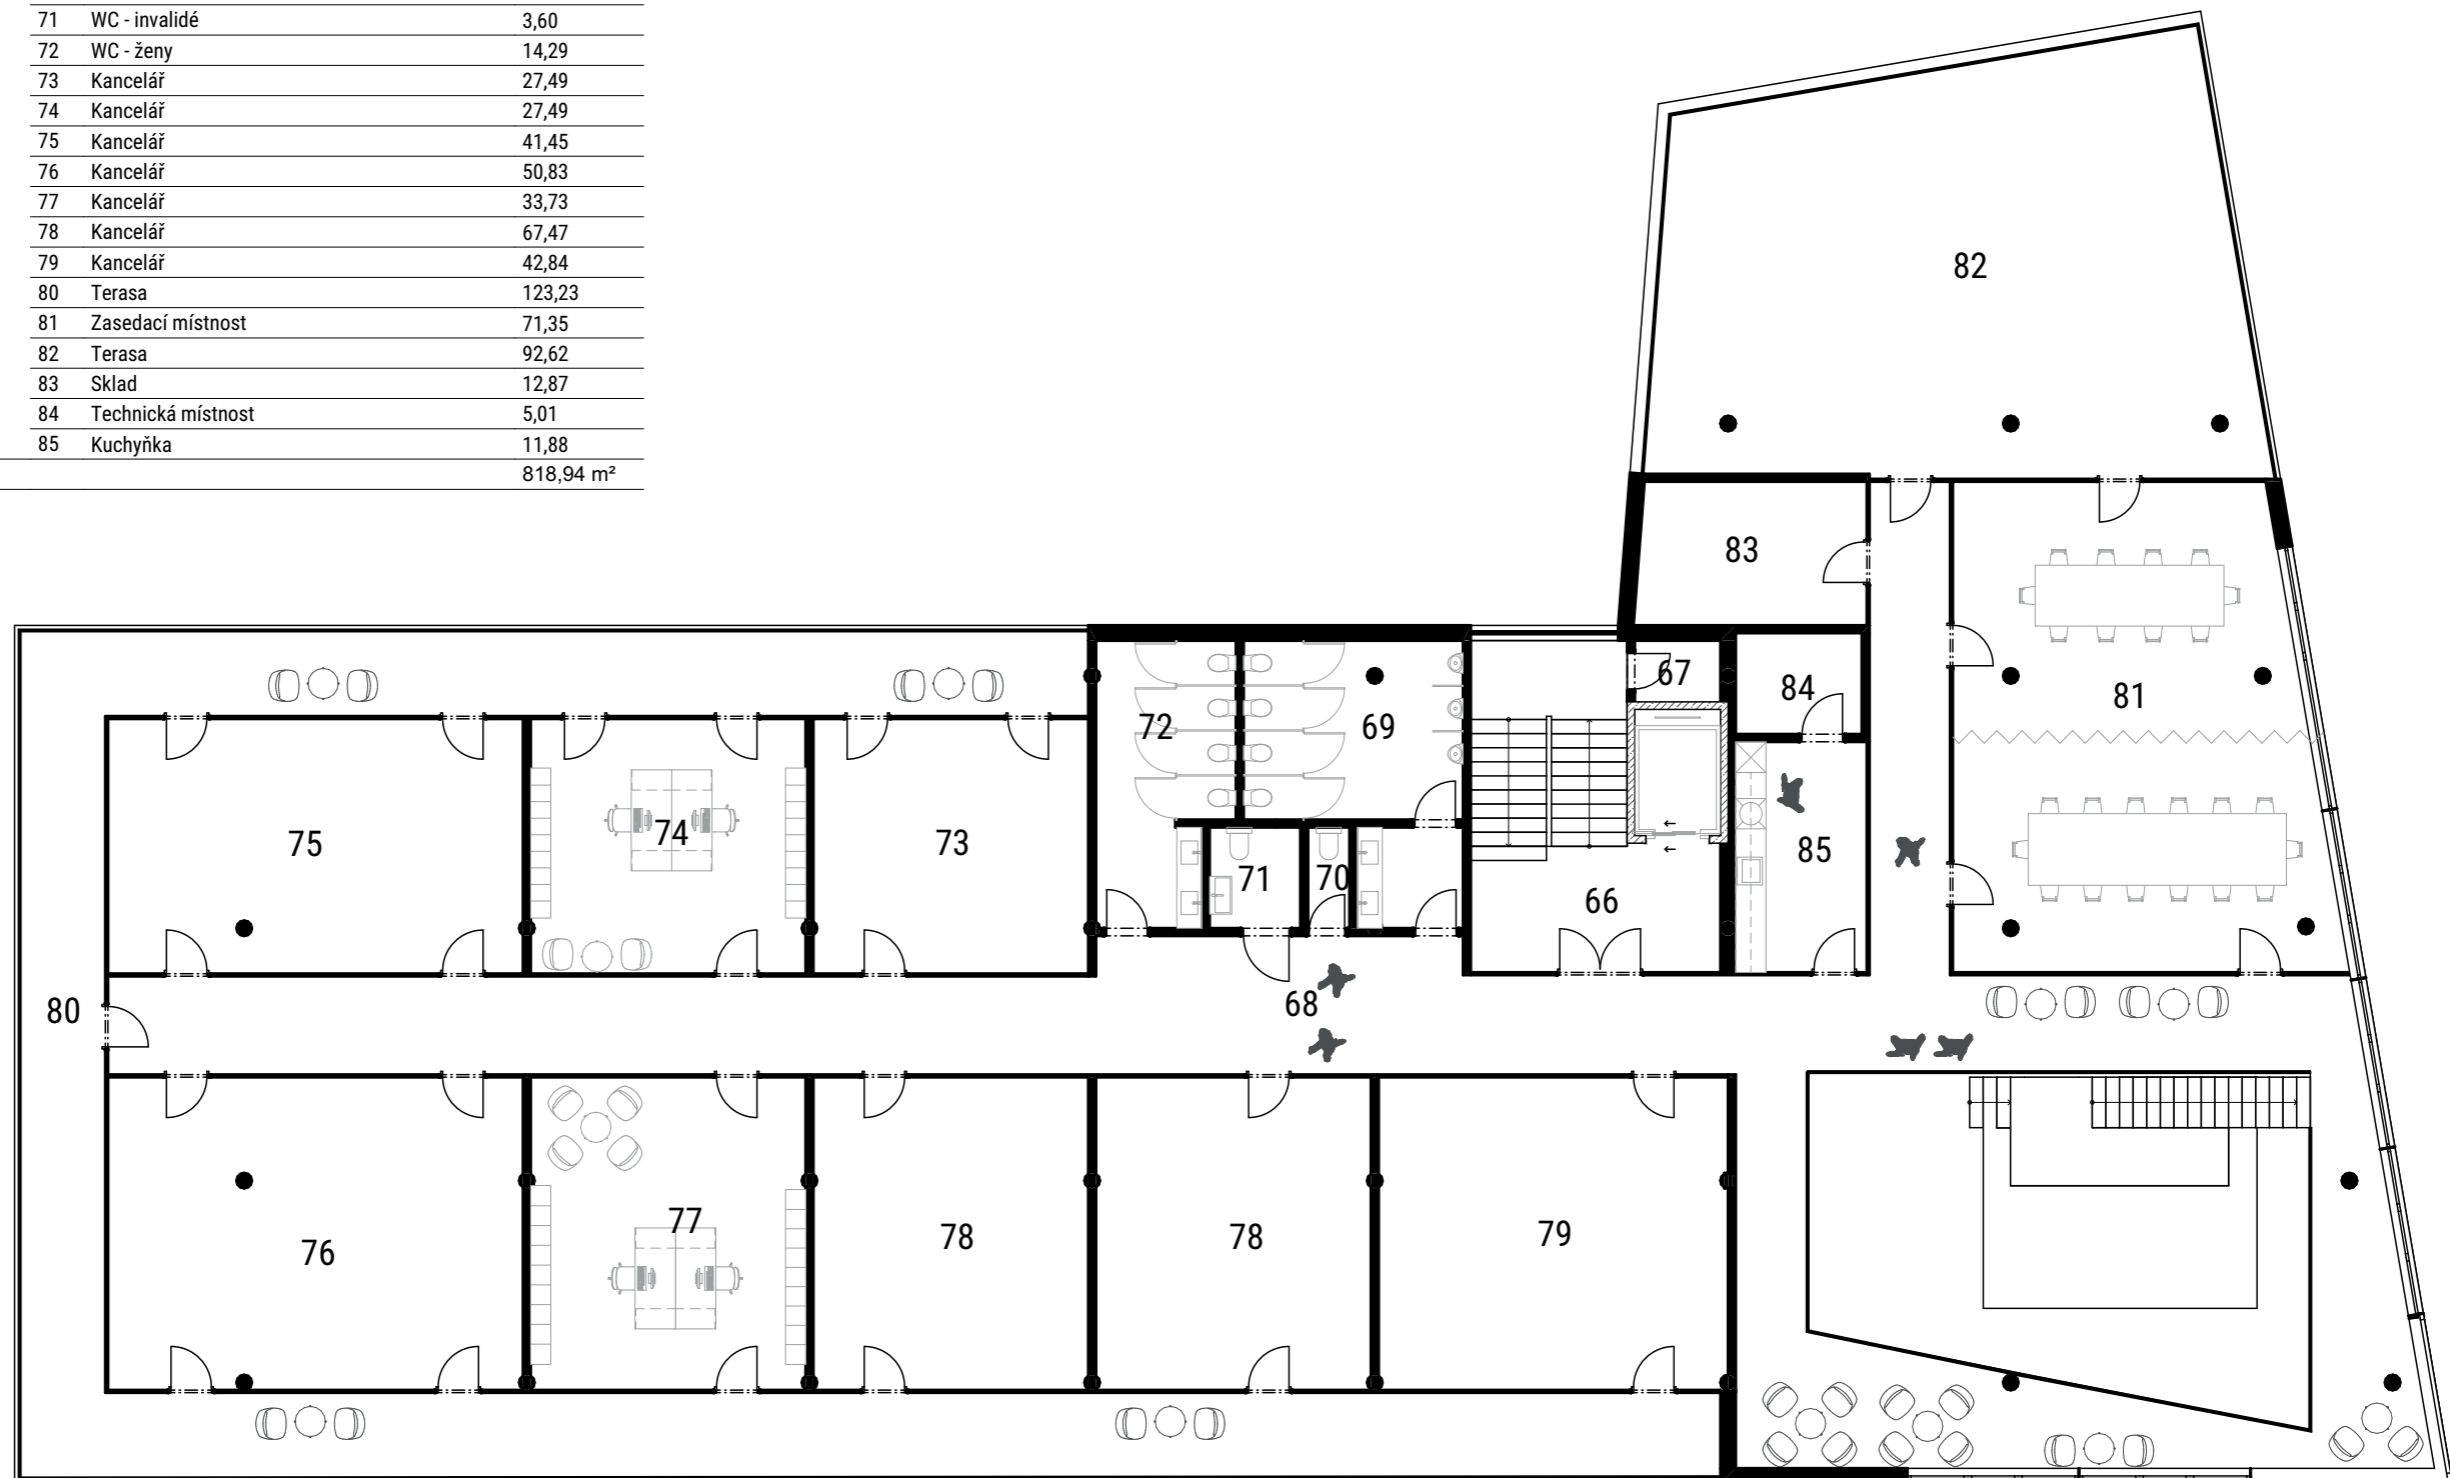 71 WC - invalidé 3,60
72 WC - ženy 14,29
73 Kancelář 27,49
74 Kancelář 27,49
75 Kancelář 41,45
76 Kancelář 50,83
77 Kancelář 33,73
78 Kancelář 67,47
79 Kancelář 42,84
80 Terasa 123,23
81 Zasedací místnost 71,35
82 Terasa 92,62
83 Sklad 12,87
84 Technická místnost 5,01
85 Kuchyňka 11,88
818,94 m²
82
83
67
84
81
72
69
75
74
73
85
71
70
66
80
68
76
77
78
78
79